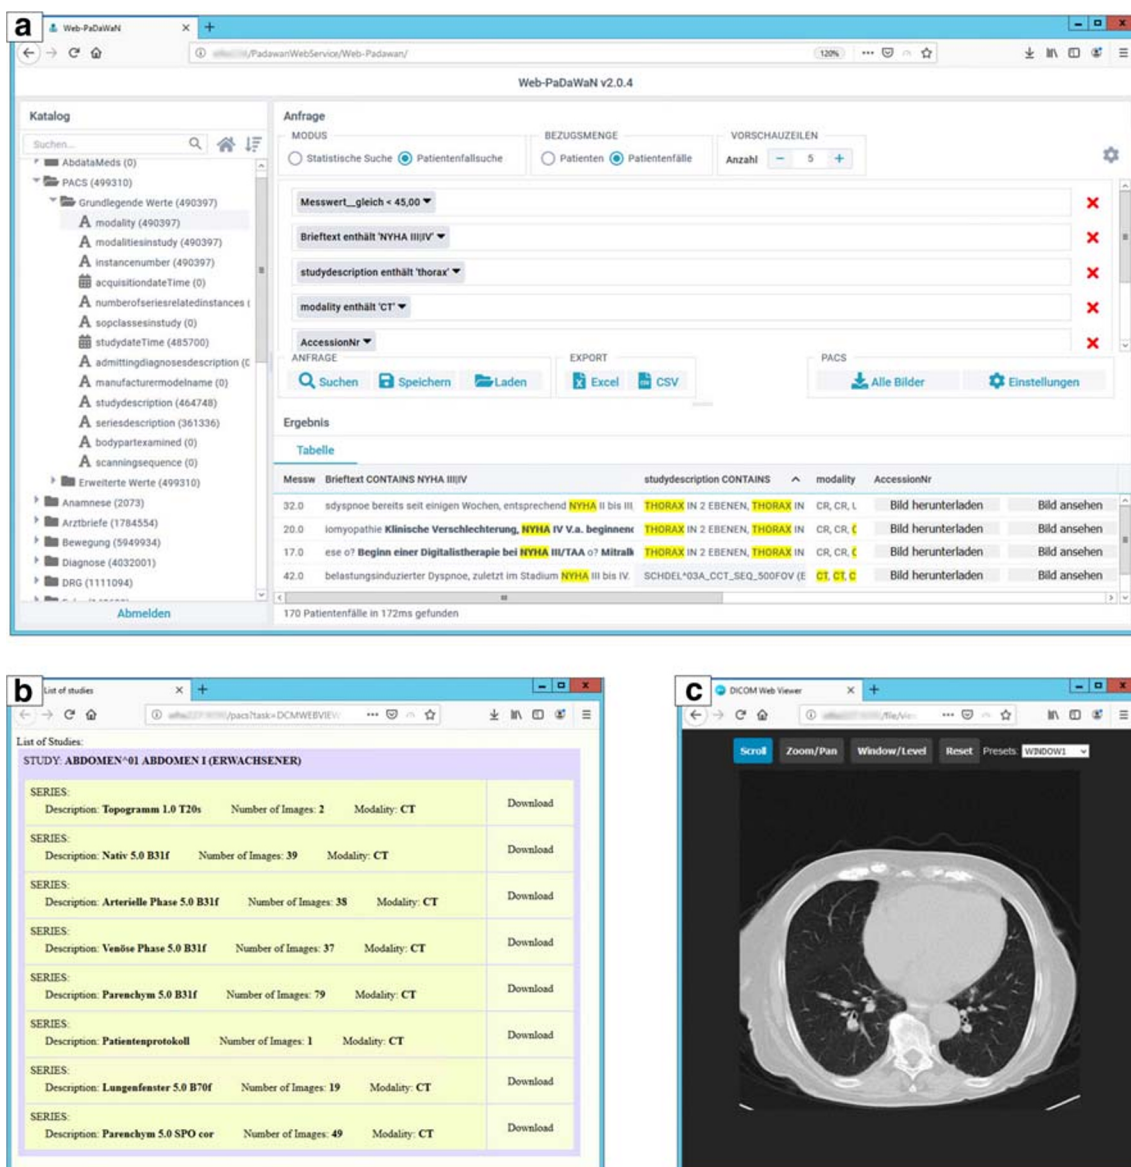 a
Web-PaDaWaN
/PadawanWebService/Web-Padawan/
120%
Web-PaDaWaN v2.0.4
Katalog
Suchen...
AbdataMeds (0)
PACS (499310)
Grundlegende Werte (490397)
modality (490397)
modalitiesinstudy (490397)
instancenumber (490397)
acquisitiondateTime (0)
numberofseriesrelatedinstances (
sopclassesinstudy (0)
studydateTime (485700)
admittingdiagnosesdescription (0
manufacturermodelname (0)
studydescription (464748)
seriesdescription (361336)
bodypartexamined (0)
scanningsequence (0)
Erweiterte Werte (499310)
Anamnese (2073)
Arztbriefe (1784554)
Bewegung (5949934)
Diagnose (4032001)
DRG (1111094)
Abmelden
Anfrage
MODUS
Statistische Suche Patientenfallsuche
BEZUGSMENGE
Patienten Patientenfälle
VORSCHAUZEILEN
Anzahl - 5 +
Messwert__gleich < 45,00
Brieftext enthält 'NYHA III|IV'
studydescription enthält 'thorax'
modality enthält 'CT'
AccessionNr
ANFRAGE
Suchen Speichern Laden
EXPORT
Excel CSV
PACS
Alle Bilder Einstellungen
Ergebnis
Tabelle
Messw Brieftext CONTAINS NYHA III|IV studydescription CONTAINS modality AccessionNr
32.0 sdyspnoe bereits seit einigen Wochen, entsprechend NYHA II bis III. THORAX IN 2 EBENEN, THORAX IN CR, CR, L Bild herunterladen Bild ansehen
20.0 iomyopathie Klinische Verschlechterung, NYHA IV V.a. beginnend THORAX IN 2 EBENEN, THORAX IN CR, CR, C Bild herunterladen Bild ansehen
17.0 ese o? Beginn einer Digitalistherapie bei NYHA III/TAA o? Mitralk THORAX IN 2 EBENEN, THORAX IN CR, CR, C Bild herunterladen Bild ansehen
42.0 belastungsinduzierter Dyspnoe, zuletzt im Stadium NYHA III bis IV. SCHDEL^03A_CCT_SEQ_500FOV (E CT, CT, C Bild herunterladen Bild ansehen
170 Patientenfälle in 172ms gefunden
b
List of studies
/pacs?task=DCMWEBVIEW
List of Studies:
STUDY: ABDOMEN^01 ABDOMEN I (ERWACHSENER)
SERIES:
Description: Topogramm 1.0 T20s Number of Images: 2 Modality: CT Download
SERIES:
Description: Nativ 5.0 B31f Number of Images: 39 Modality: CT Download
SERIES:
Description: Arterielle Phase 5.0 B31f Number of Images: 38 Modality: CT Download
SERIES:
Description: Venöse Phase 5.0 B31f Number of Images: 37 Modality: CT Download
SERIES:
Description: Parenchym 5.0 B31f Number of Images: 79 Modality: CT Download
SERIES:
Description: Patientenprotokoll Number of Images: 1 Modality: CT Download
SERIES:
Description: Lungenfenster 5.0 B70f Number of Images: 19 Modality: CT Download
SERIES:
Description: Parenchym 5.0 SPO cor Number of Images: 49 Modality: CT Download
c
DICOM Web Viewer
Scroll Zoom/Pan Window/Level Reset Presets: WINDOW1